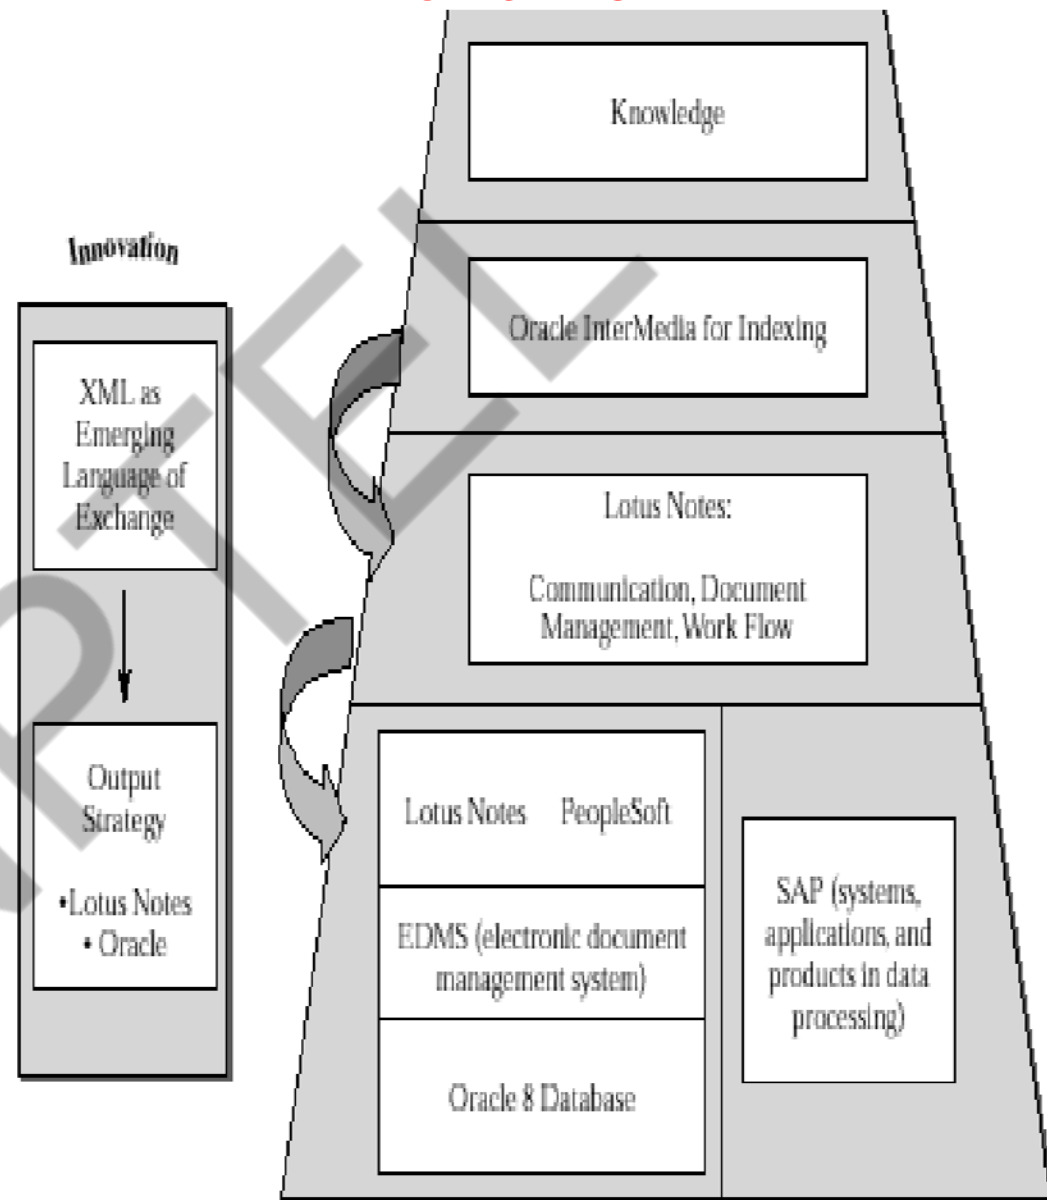 Knowledge
Innovation
Oracle InterMedia for Indexing
XML as
Emerging
Language of
Exchange
Lotus Notes:
Communication, Document
Management, Work Flow
Output
Strategy
•Lotus Notes
• Oracle
Lotus Notes PeopleSoft
EDMS (electronic document
management system)
Oracle 8 Database
SAP (systems,
applications, and
products in data
processing)
PTEL